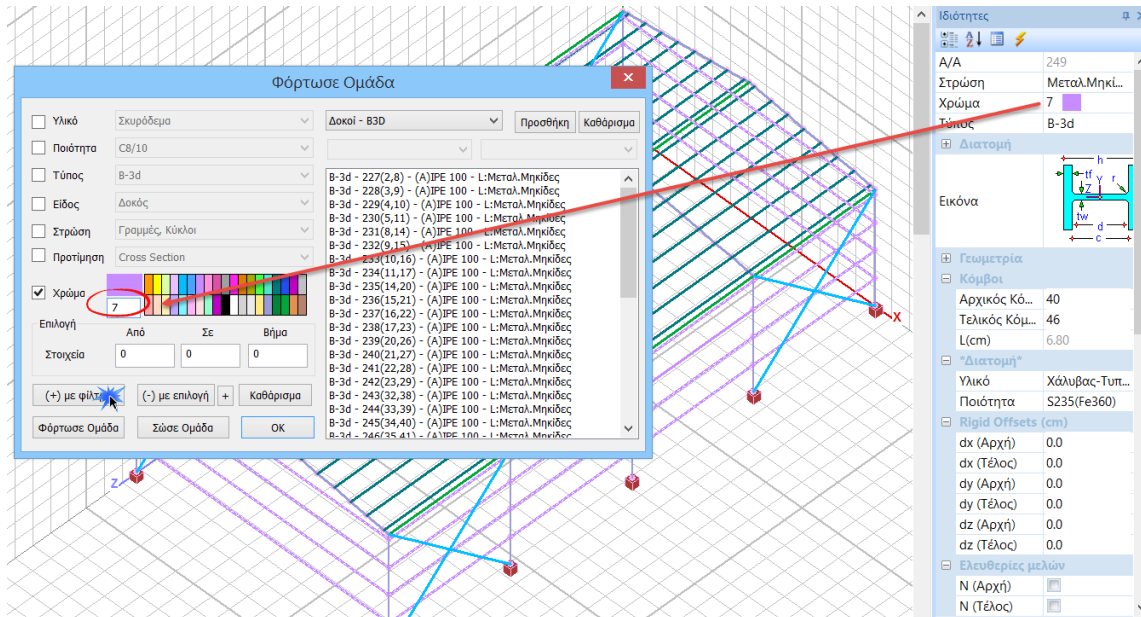 Φόρτωσε Ομάδα
Υλικό Σκυρόδεμα
Ποιότητα C8/10
Τύπος B-3d
Είδος Δοκός
Στρώση Γραμμές, Κύκλοι
Προτίμηση Cross Section
Χρώμα
7
Επιλογή
Από Σε Βήμα
Στοιχεία 0 0 0
(+) με φίλτ (-) με επιλογή + Καθάρισμα
Φόρτωσε Ομάδα Σώσε Ομάδα OK
Δοκοί - B3D Προσθήκη Καθάρισμα
B-3d - 227(2,8) - (A)IPE 100 - L:Μεταλ.Μηκίδες
B-3d - 228(3,9) - (A)IPE 100 - L:Μεταλ.Μηκίδες
B-3d - 229(4,10) - (A)IPE 100 - L:Μεταλ.Μηκίδες
B-3d - 230(5,11) - (A)IPE 100 - L:Μεταλ.Μηκίδες
B-3d - 231(8,14) - (A)IPE 100 - L:Μεταλ.Μηκίδες
B-3d - 232(9,15) - (A)IPE 100 - L:Μεταλ.Μηκίδες
B-3d - 233(10,16) - (A)IPE 100 - L:Μεταλ.Μηκίδες
B-3d - 234(11,17) - (A)IPE 100 - L:Μεταλ.Μηκίδες
B-3d - 235(14,20) - (A)IPE 100 - L:Μεταλ.Μηκίδες
B-3d - 236(15,21) - (A)IPE 100 - L:Μεταλ.Μηκίδες
B-3d - 237(16,22) - (A)IPE 100 - L:Μεταλ.Μηκίδες
B-3d - 238(17,23) - (A)IPE 100 - L:Μεταλ.Μηκίδες
B-3d - 239(20,26) - (A)IPE 100 - L:Μεταλ.Μηκίδες
B-3d - 240(21,27) - (A)IPE 100 - L:Μεταλ.Μηκίδες
B-3d - 241(22,28) - (A)IPE 100 - L:Μεταλ.Μηκίδες
B-3d - 242(23,29) - (A)IPE 100 - L:Μεταλ.Μηκίδες
B-3d - 243(32,38) - (A)IPE 100 - L:Μεταλ.Μηκίδες
B-3d - 244(33,39) - (A)IPE 100 - L:Μεταλ.Μηκίδες
B-3d - 245(34,40) - (A)IPE 100 - L:Μεταλ.Μηκίδες
B-3d - 246(35,41) - (A)IPE 100 - L:Μεταλ.Μηκίδες
X
Z
Ιδιότητες
A/A 249
Στρώση Μεταλ.Μηκί...
Χρώμα 7
Τύπος B-3d
Διατομή
Εικόνα
h
tf Y r
Z
tw
d
c
Γεωμετρία
Κόμβοι
Αρχικός Κό... 40
Τελικός Κόμ... 46
L(cm) 6.80
*Διατομή*
Υλικό Χάλυβας-Τυπ...
Ποιότητα S235(Fe360)
Rigid Offsets (cm)
dx (Αρχή) 0.0
dx (Τέλος) 0.0
dy (Αρχή) 0.0
dy (Τέλος) 0.0
dz (Αρχή) 0.0
dz (Τέλος) 0.0
Ελευθερίες μελών
N (Αρχή)
N (Τέλος)